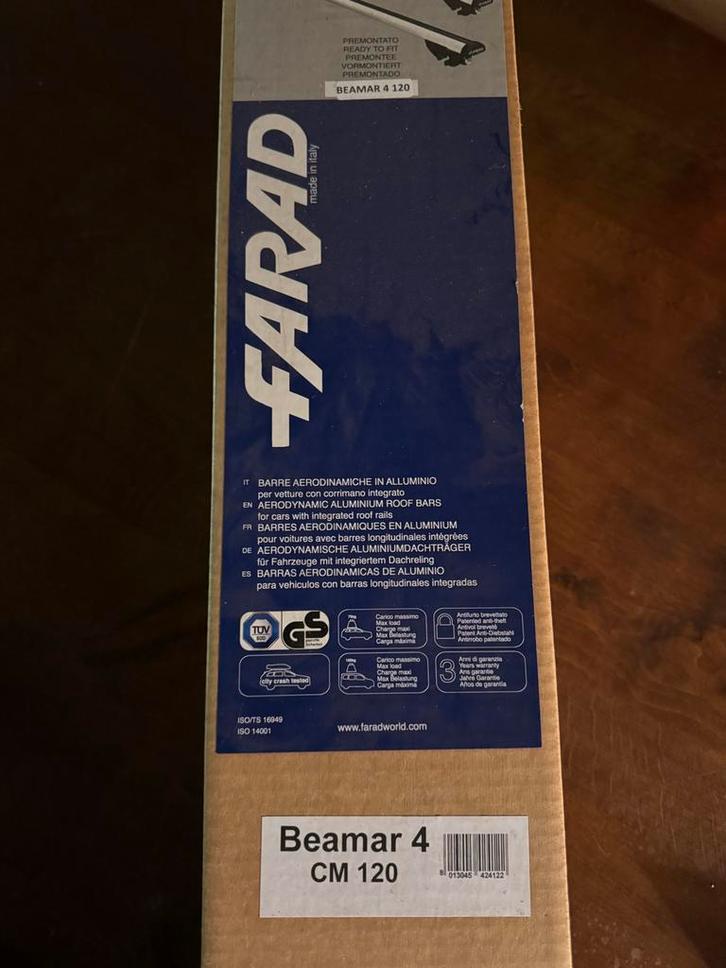 PREMONTATO
READY TO FIT
PREMONTEE
VORMONTIERT
PREMONTADO
BEAMAR 4 120
FARAD
made in italy
IT BARRE AERODINAMICHE IN ALLUMINIO
per vetture con corrimano integrato
EN AERODYNAMIC ALUMINIUM ROOF BARS
for cars with integrated roof rails
FR BARRES AERODINAMIQUES EN ALUMINIUM
pour voitures avec barres longitudinales intégrées
DE AERODYNAMISCHE ALUMINIUMDACHTRÄGER
für Fahrzeuge mit integriertem Dachreling
ES BARRAS AERODINAMICAS DE ALUMINIO
para vehiculos con barras longitudinales integradas
TÜV
SÜD
GS
Carico massimo
Max load
Charge maxi
Max Belastung
Carga máxima
Antifurto brevettato
Patented anti-theft
Antivol breveté
Patent Anti-Diebstahl
Antirrobo patentado
city crash tested
Carico massimo
Max load
Charge maxi
Max Belastung
Carga máxima
3
Anni di garanzia
Years warranty
Ans garantie
Jahre Garantie
Años de garantia
ISO/TS 16949
ISO 14001
www.faradworld.com
Beamar 4
CM 120
8 013045 424122